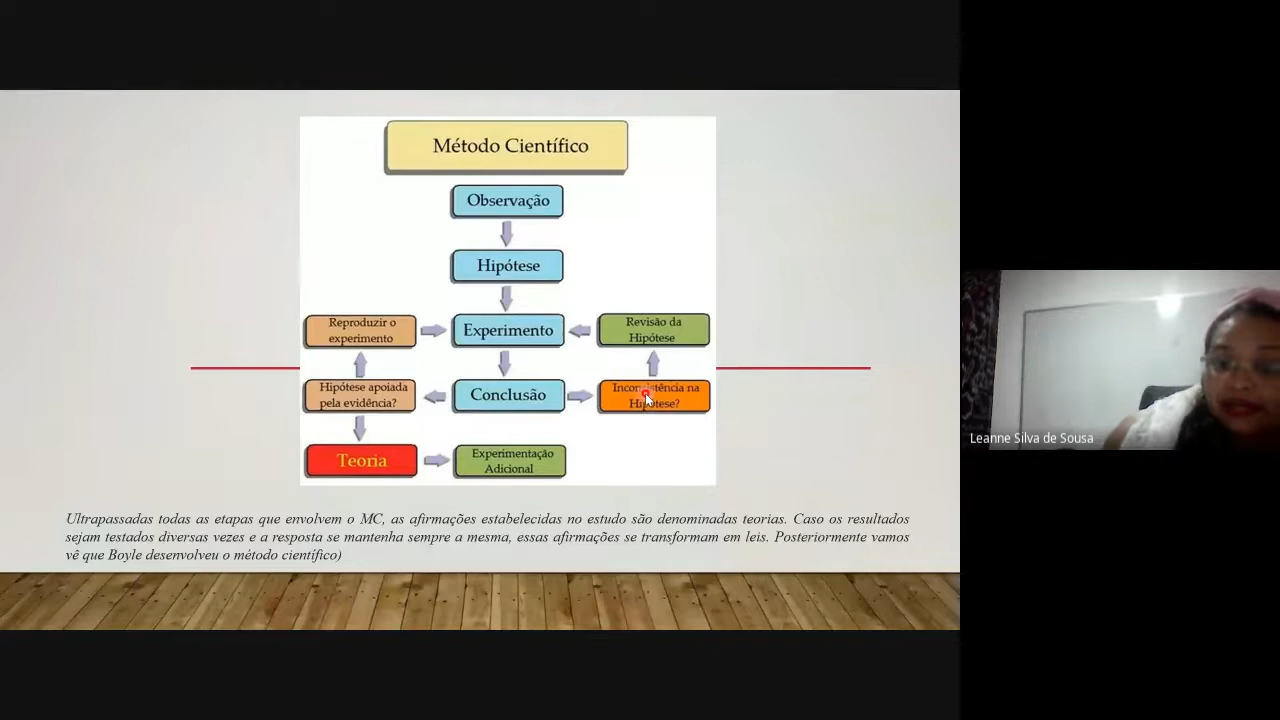 Método Científico
Observação
Hipótese
Reproduzir o
experimento
Experimento
Revisão da
Hipótese
Hipótese apoiada
pela evidência?
Conclusão
Inconsistência na
Hipótese?
Teoria
Experimentação
Adicional
Ultrapassadas todas as etapas que envolvem o MC, as afirmações estabelecidas no estudo são denominadas teorias. Caso os resultados
sejam testados diversas vezes e a resposta se mantenha sempre a mesma, essas afirmações se transformam em leis. Posteriormente vamos
vê que Boyle desenvolveu o método científico)
Leanne Silva de Sousa